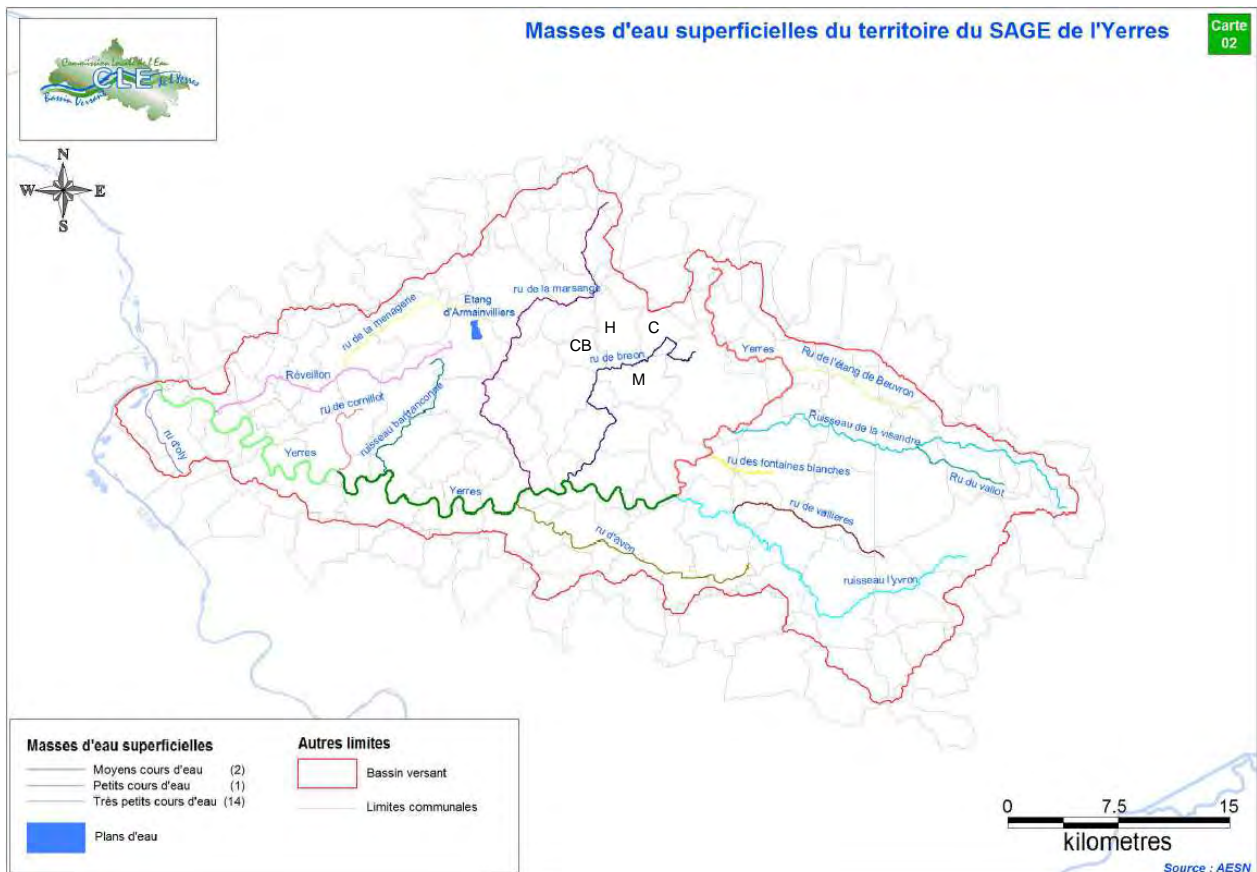 Masses d'eau superficielles du territoire du SAGE de l'Yerres
Carte
02
Commission Locale de l'Eau
CLE de l'Yerres
Bassin Versant
N
W E
S
ru de la marsange
Etang
d'Armainvilliers
ru de la menagerie
H
C
CB
ru de breon
M
Yerres
Ru de l'étang de Beuvron
Réveillon
ru de cornillot
ruisseau barbanconne
Ruisseau de la visandre
ru d'oly
Yerres
ru des fontaines blanches
Ru du vallot
Yerres
ru de vallieres
ru d'avon
ruisseau l'yvron
Masses d'eau superficielles
Moyens cours d'eau (2)
Petits cours d'eau (1)
Très petits cours d'eau (14)
Plans d'eau
Autres limites
Bassin versant
Limites communales
0 7.5 15
kilometres
Source : AESN